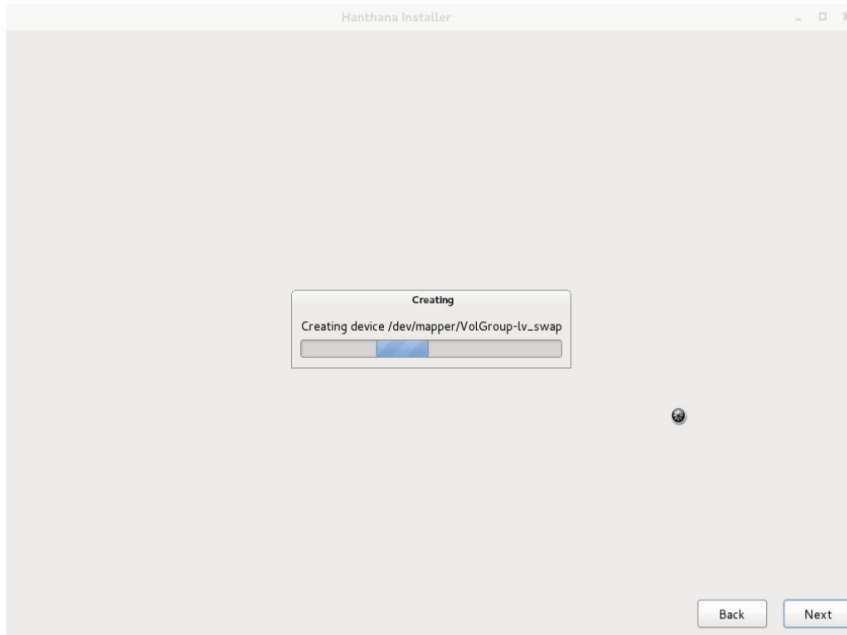 Hanthana Installer
Creating
Creating device /dev/mapper/VolGroup-lv_swap
Back
Next